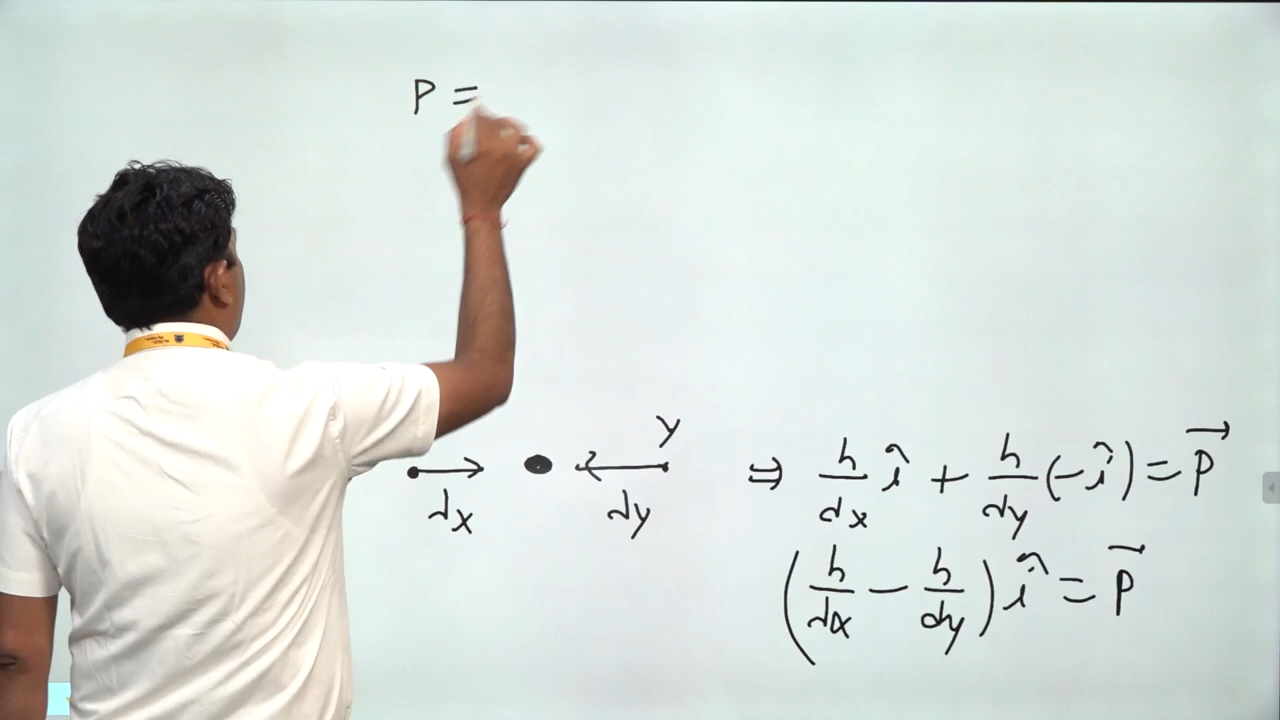 P =
y
λx
λy
⇒ h/λx î + h/λy (−î) = P⃗
(h/λx − h/λy) î = P⃗